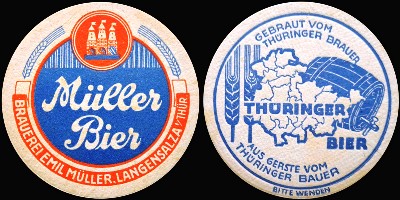 Müller
Bier
BRAUEREI EMIL MÜLLER. LANGENSALZA i/THÜR
GEBRAUT VOM
THÜRINGER BRAUER
THÜRINGER
BIER
AUS GERSTE VOM
THÜRINGER BAUER
BITTE WENDEN